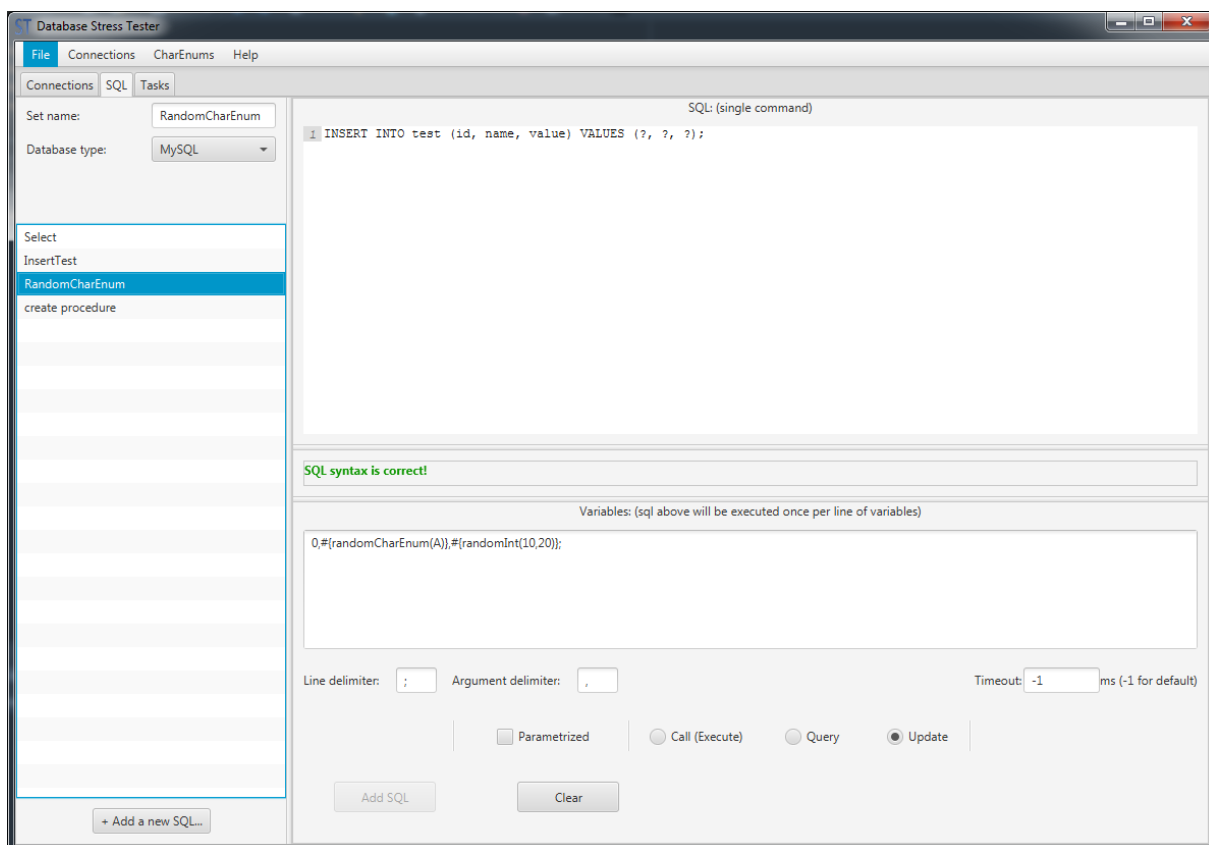 ST Database Stress Tester
File Connections CharEnums Help
Connections SQL Tasks
Set name: RandomCharEnum
Database type: MySQL
Select
InsertTest
RandomCharEnum
create procedure
+ Add a new SQL...
SQL: (single command)
1 INSERT INTO test (id, name, value) VALUES (?, ?, ?);
SQL syntax is correct!
Variables: (sql above will be executed once per line of variables)
0,#{randomCharEnum(A)},#{randomInt(10,20)};
Line delimiter: ; Argument delimiter: , Timeout: -1 ms (-1 for default)
Parametrized Call (Execute) Query Update
Add SQL Clear